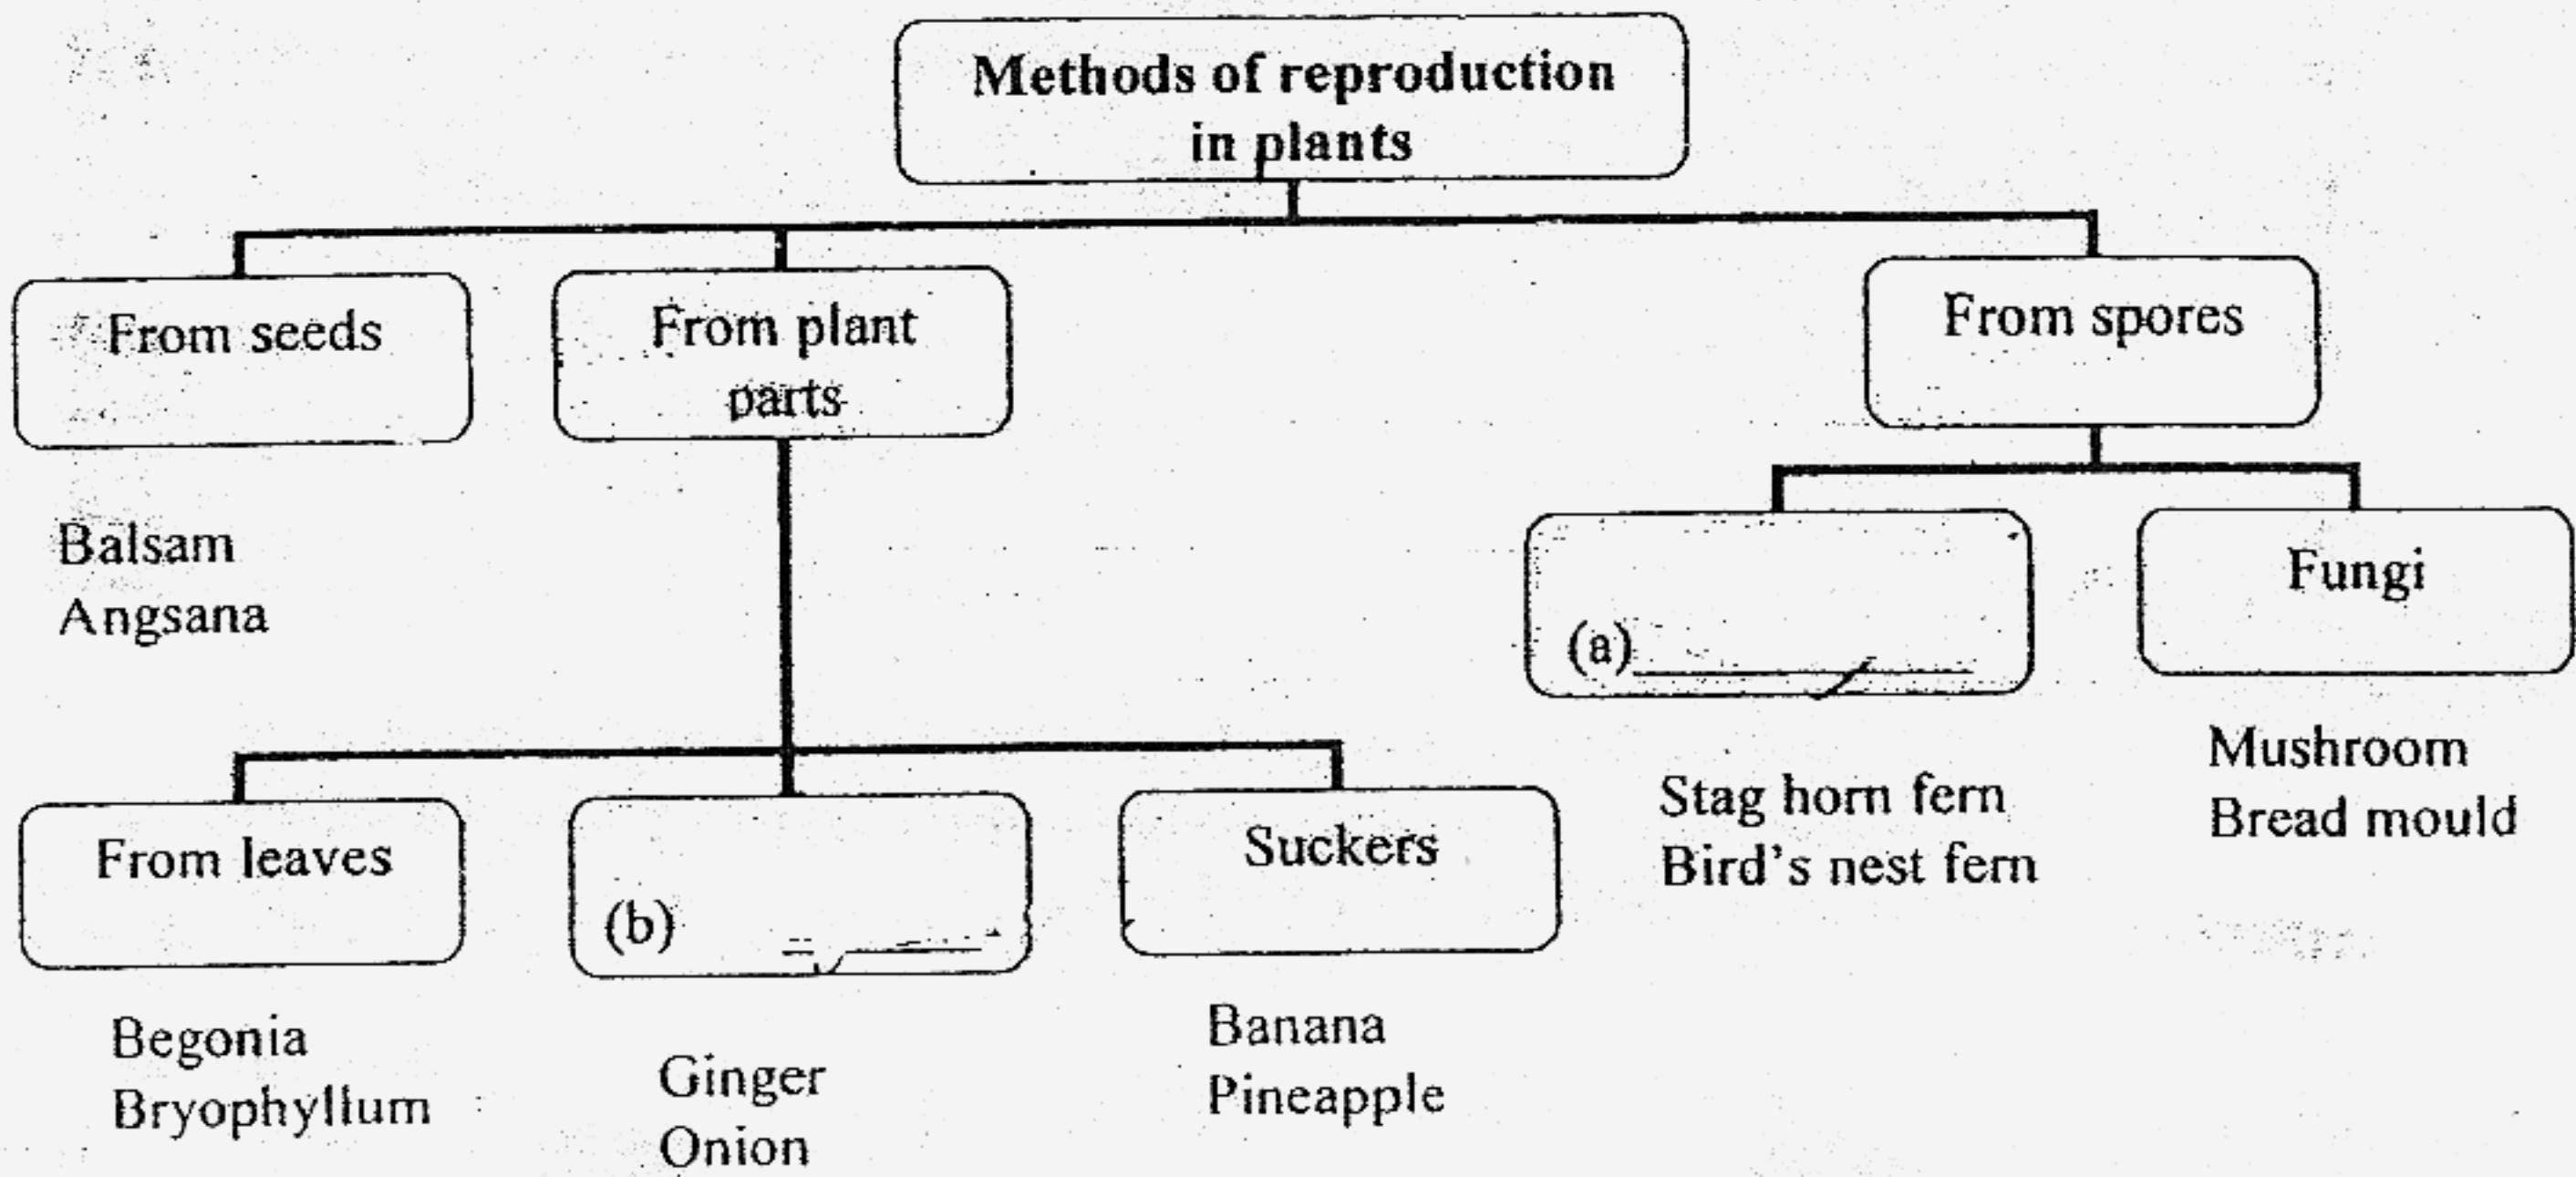 Methods of reproduction
in plants
From seeds
From plant
parts
From spores
Balsam
Angsana
(a)
Fungi
Stag horn fern
Bird's nest fern
Mushroom
Bread mould
From leaves
(b)
Suckers
Begonia
Bryophyllum
Ginger
Onion
Banana
Pineapple